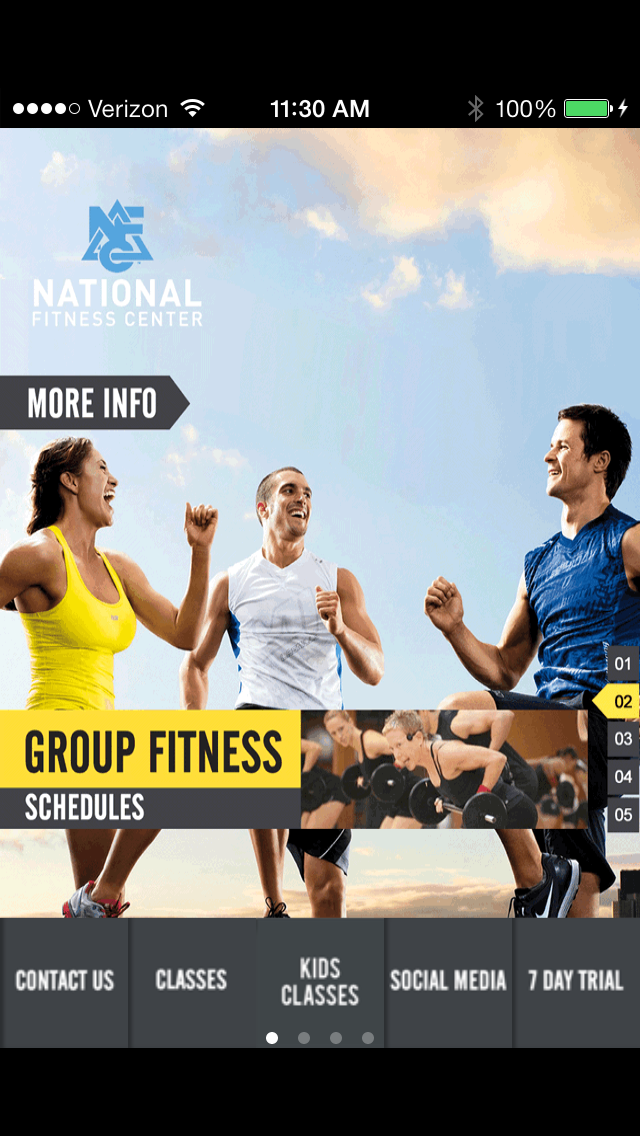 Verizon 11:30 AM 100%
NFC
NATIONAL
FITNESS CENTER
MORE INFO
01
02
03
04
05
GROUP FITNESS
SCHEDULES
CONTACT US
CLASSES
KIDS
CLASSES
SOCIAL MEDIA
7 DAY TRIAL